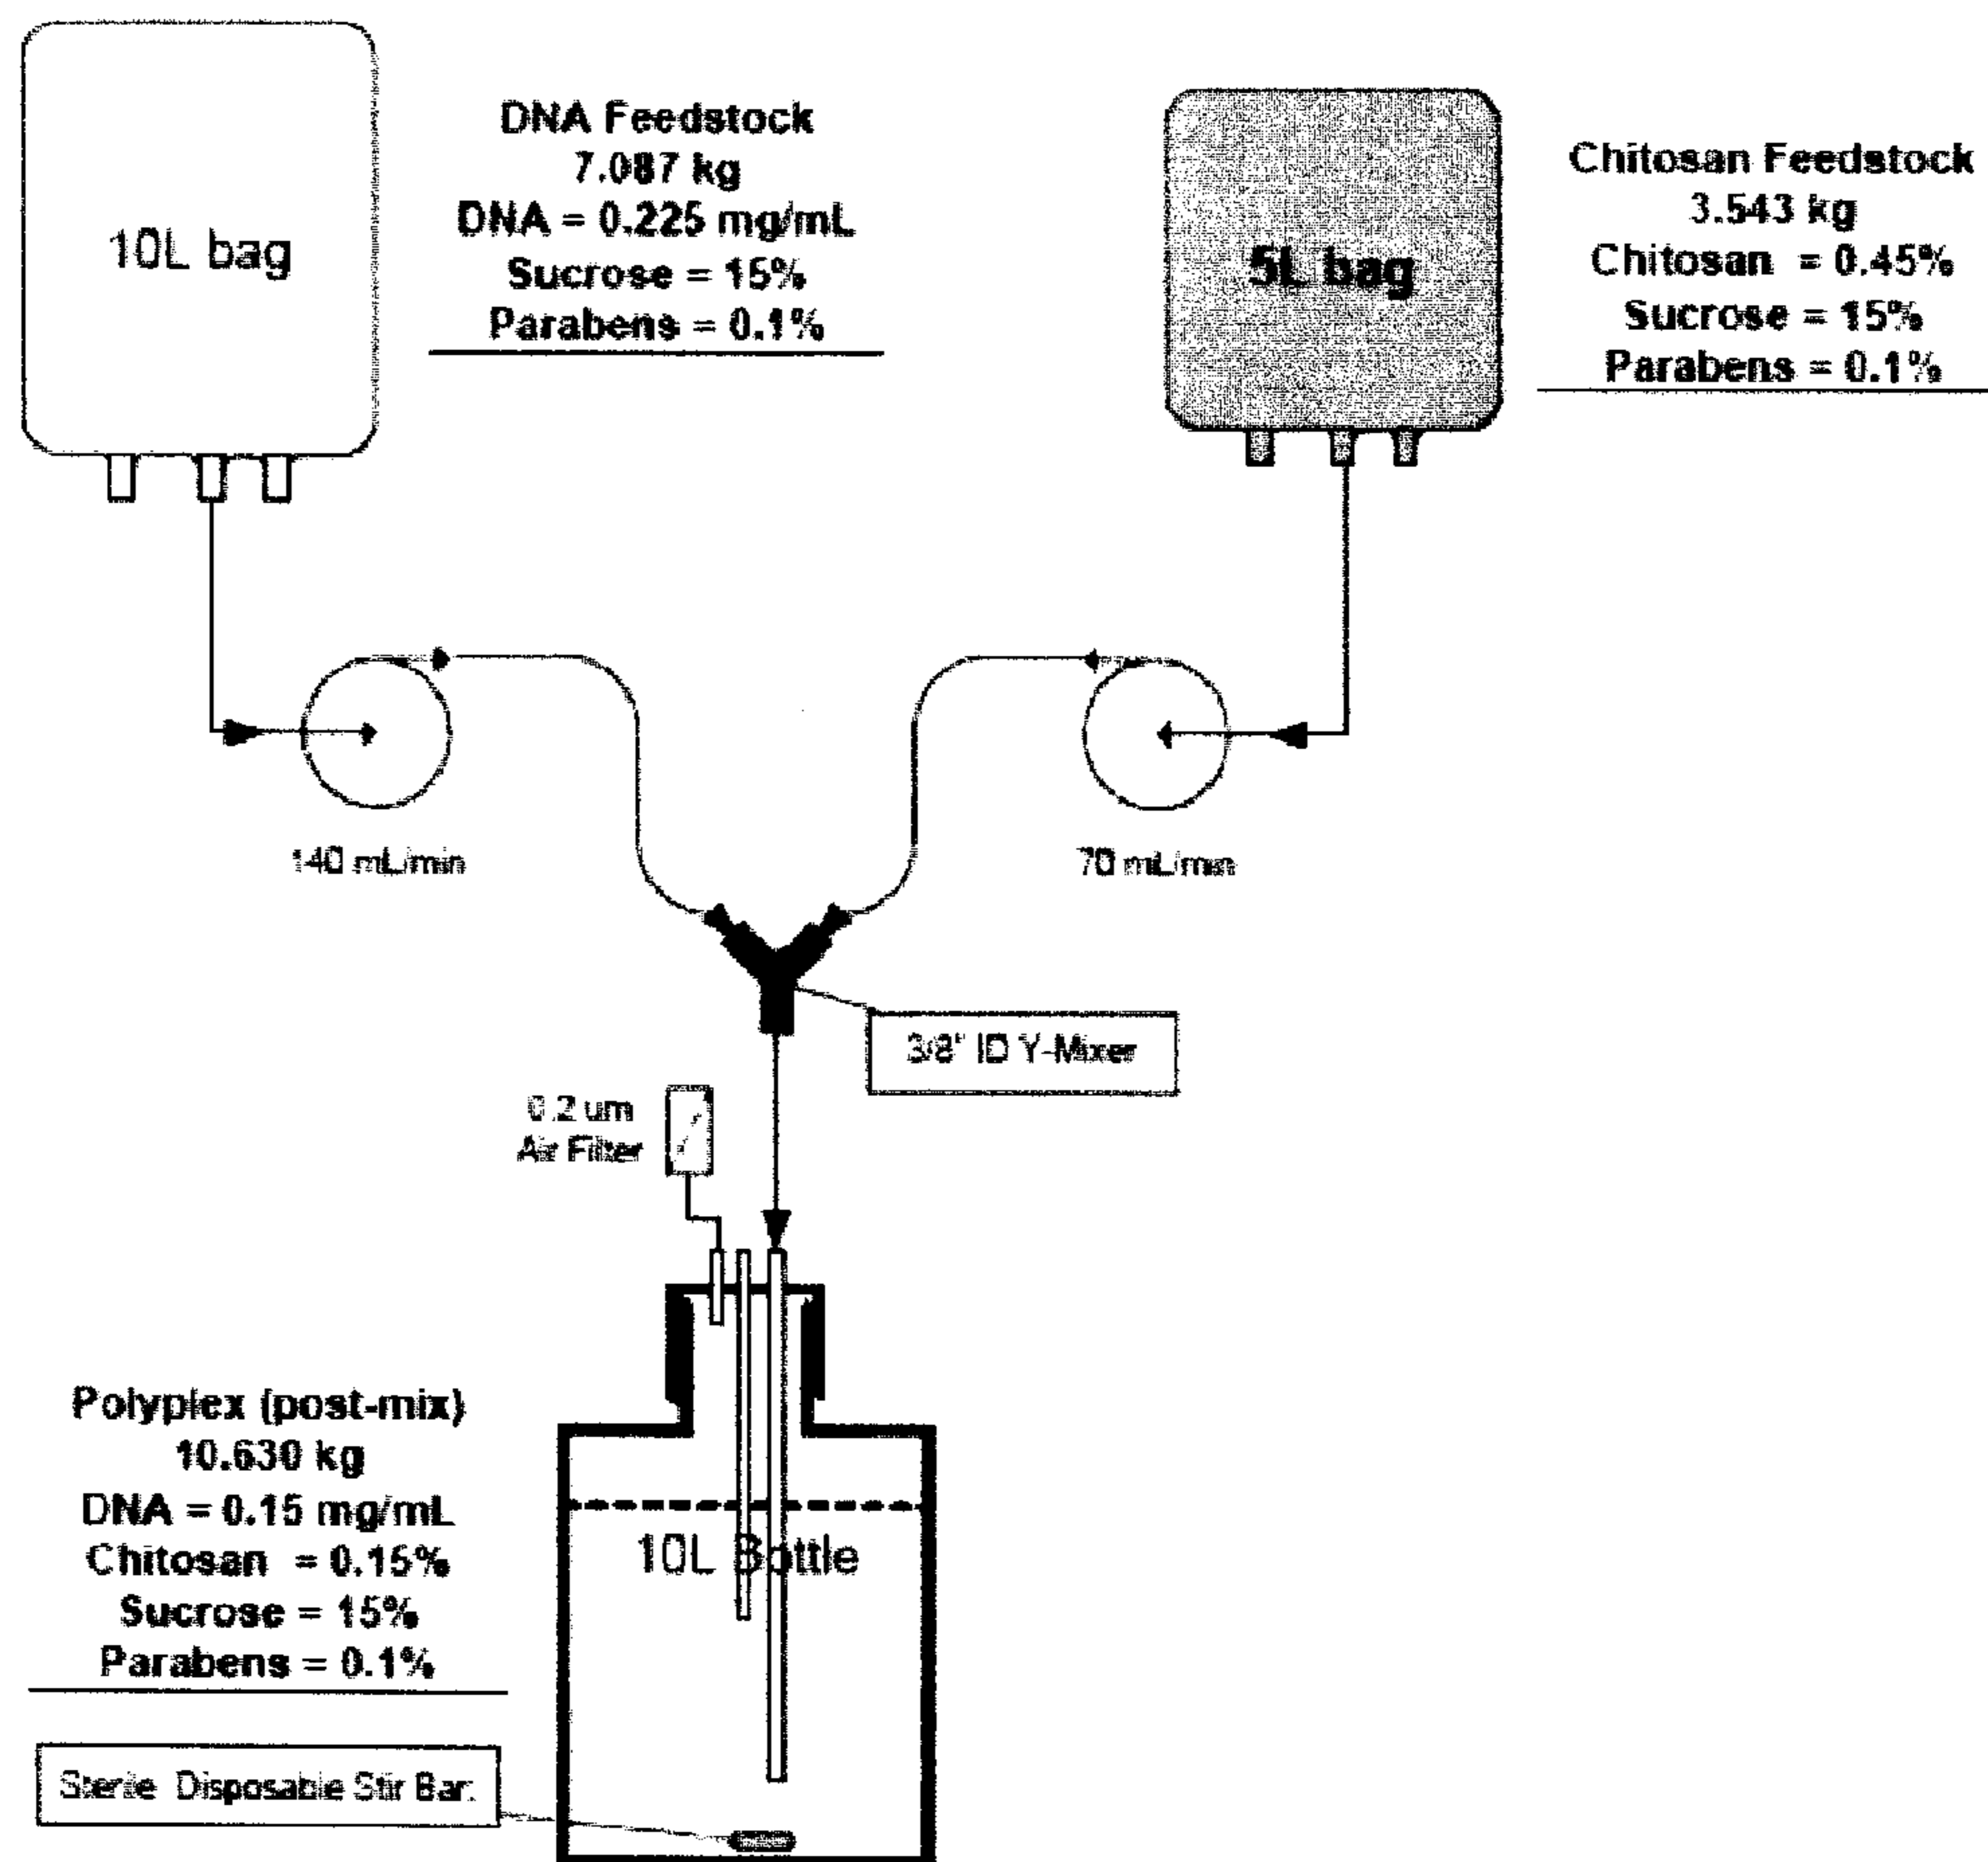 10L bag
DNA Feedstock
7.087 kg
DNA = 0.225 mg/mL
Sucrose = 15%
Parabens = 0.1%
5L bag
Chitosan Feedstock
3.543 kg
Chitosan = 0.45%
Sucrose = 15%
Parabens = 0.1%
140 mL/min
70 mL/min
3/8" ID Y-Mixer
0.2 um
Air Filter
Polyplex (post-mix)
10.630 kg
DNA = 0.15 mg/mL
Chitosan = 0.15%
Sucrose = 15%
Parabens = 0.1%
10L Bottle
Sterile Disposable Stir Bar.